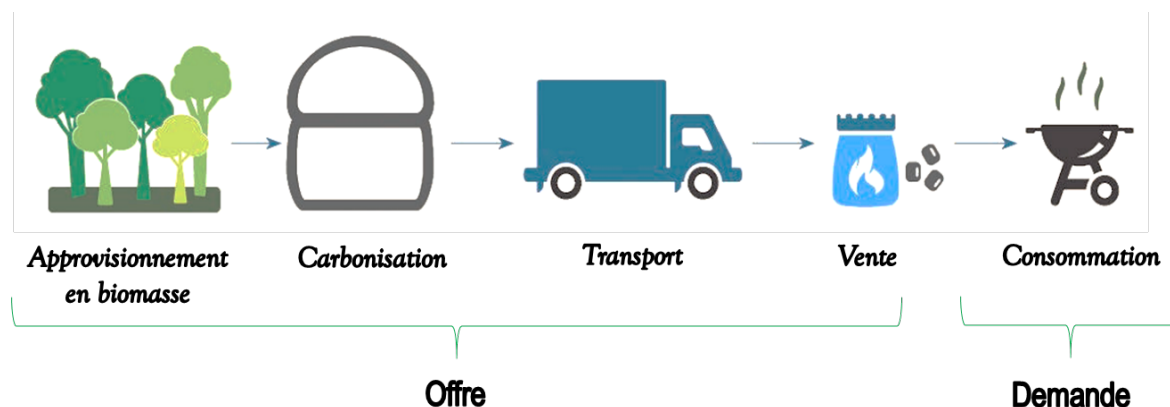 Approvisionnement
en biomasse
Carbonisation
Transport
Vente
Consommation
Offre
Demande